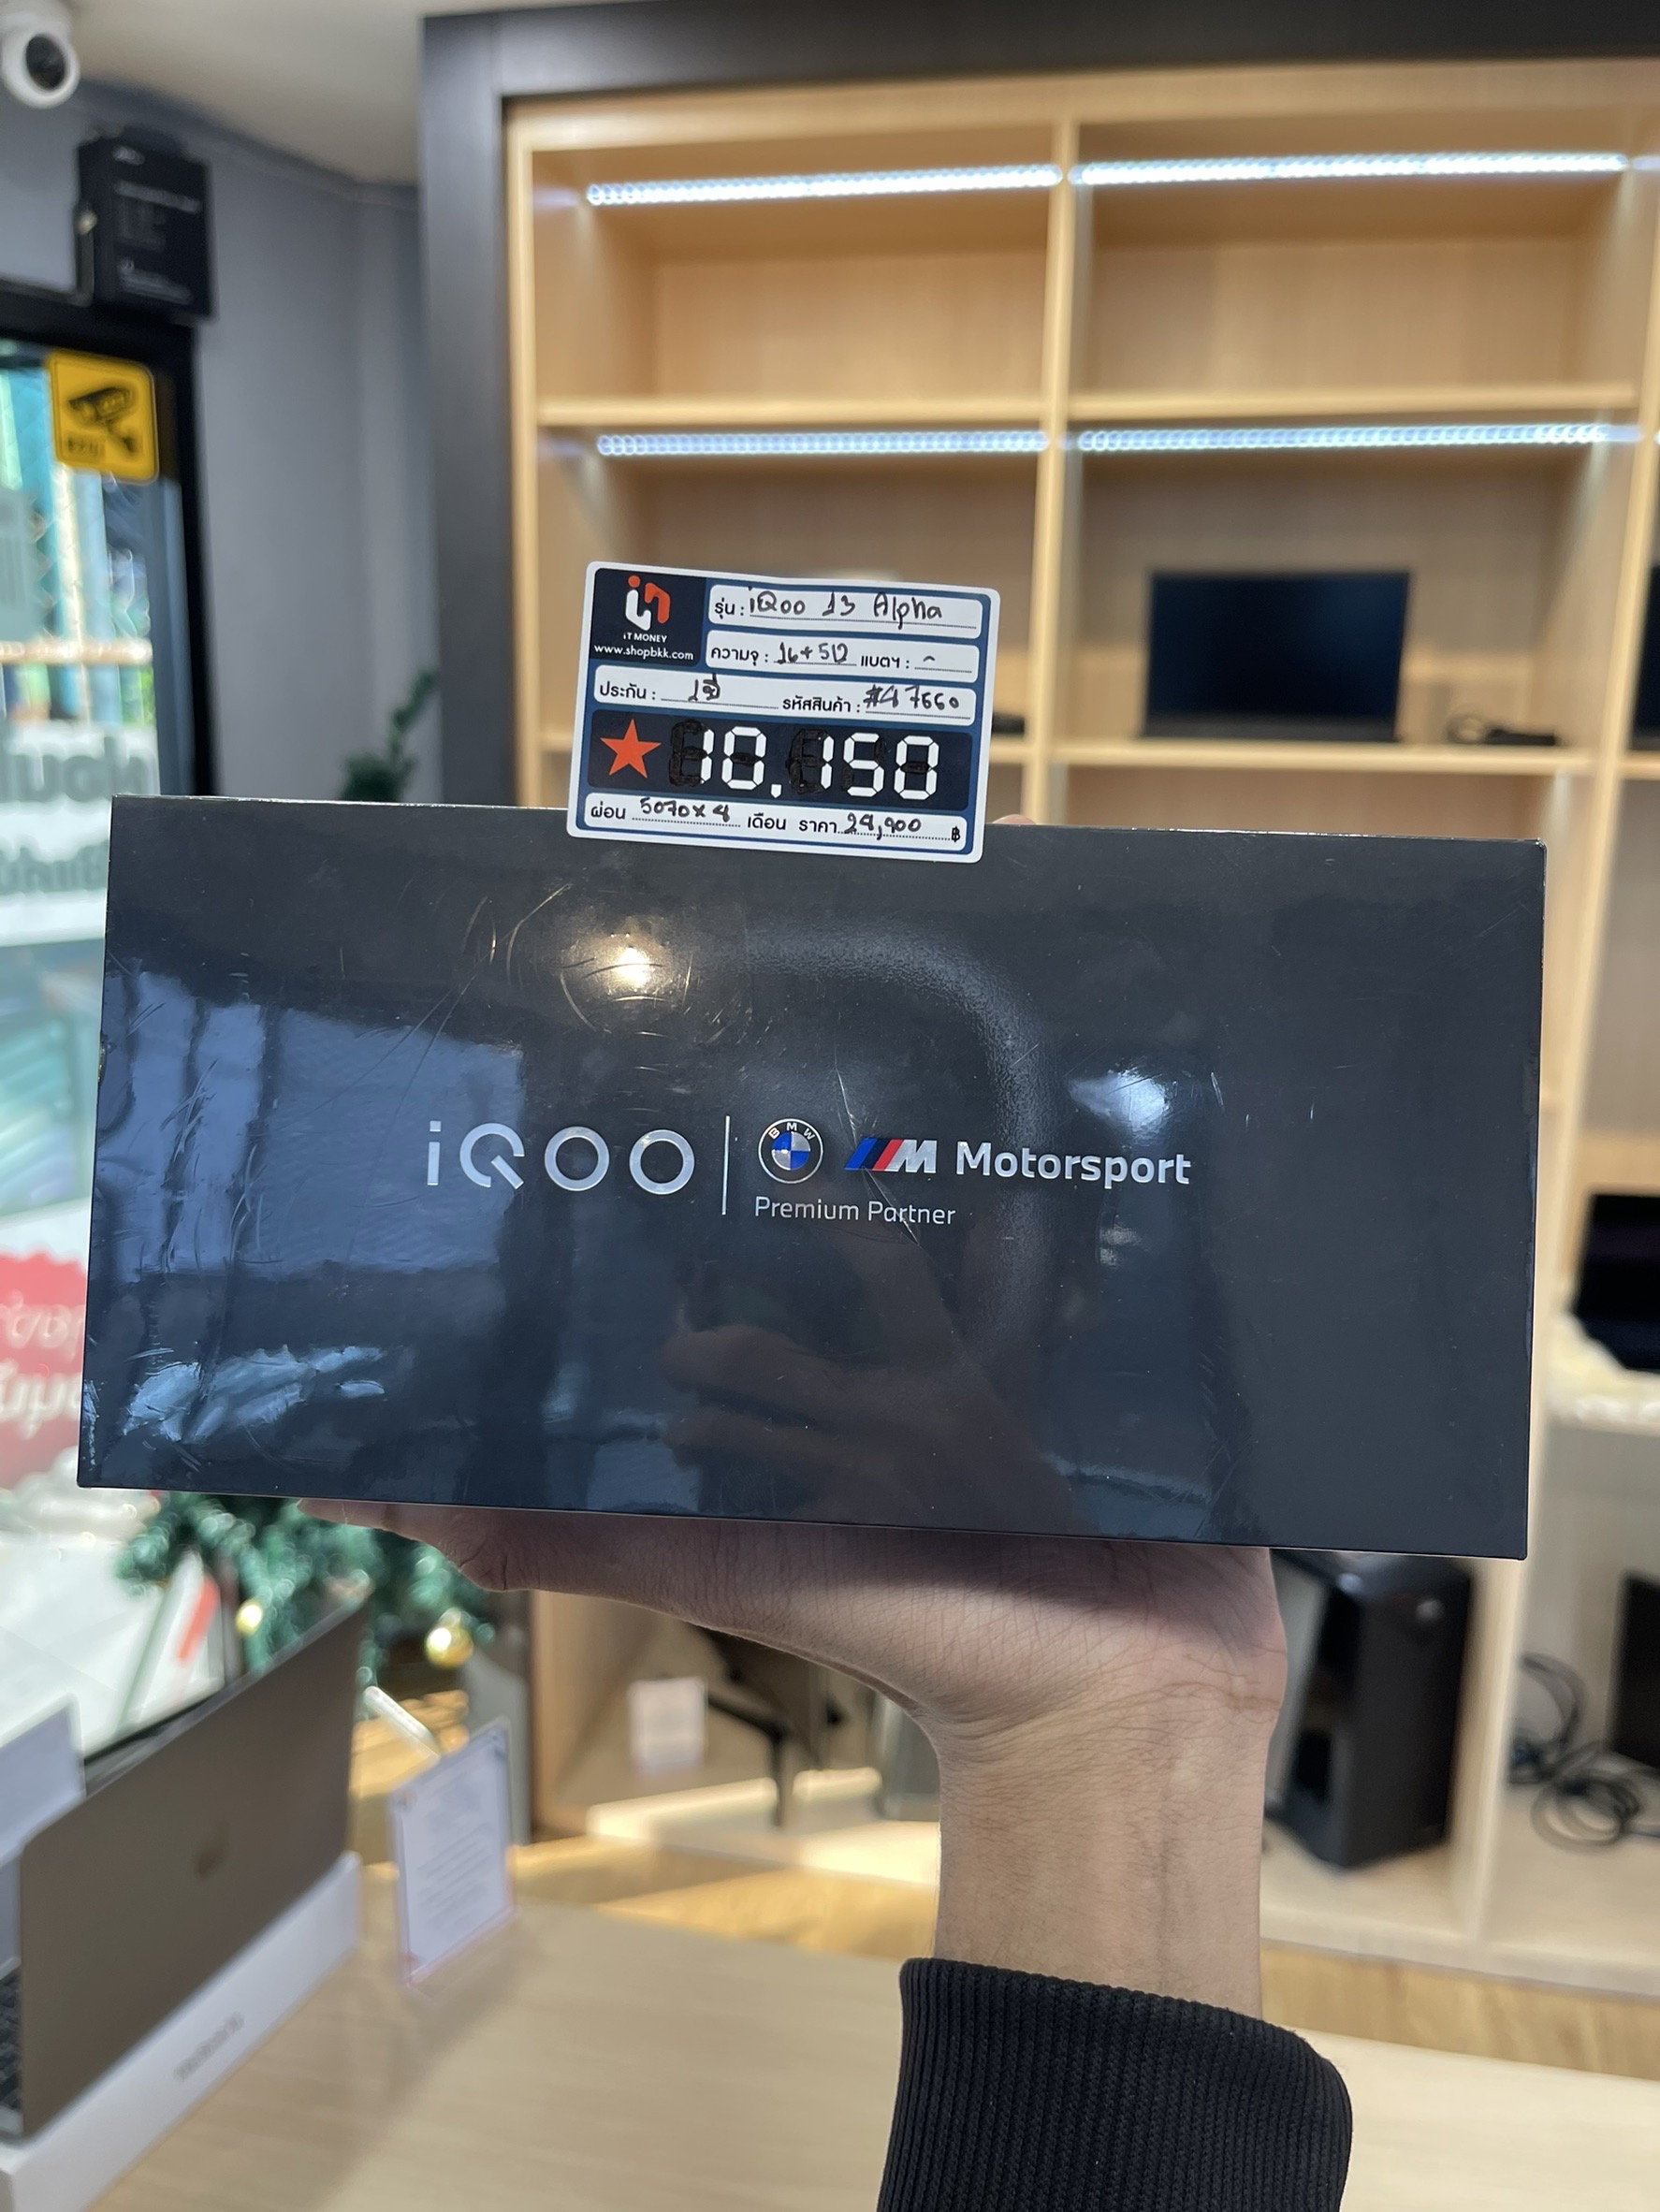 iT MONEY
www.shopbkk.com
รุ่น : iQoo 13 Alpha
ความจุ : 16+512 แบตฯ : -
ประกัน : 1 ปี รหัสสินค้า : #47660
18.150
ผ่อน 5070x4 เดือน ราคา 24,900 ฿
iQOO
BMW
M Motorsport
Premium Partner